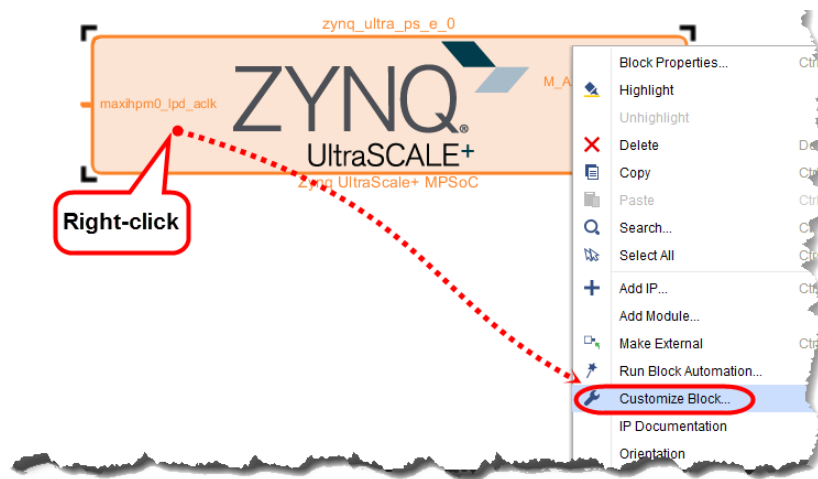 zynq_ultra_ps_e_0
maxihpm0_lpd_aclk
ZYNQ®
UltraSCALE+
Zynq UltraScale+ MPSoC
Right-click
Block Properties...
Highlight
Unhighlight
Delete
Copy
Paste
Search...
Select All
Add IP...
Add Module...
Make External
Run Block Automation...
Customize Block...
IP Documentation
Orientation